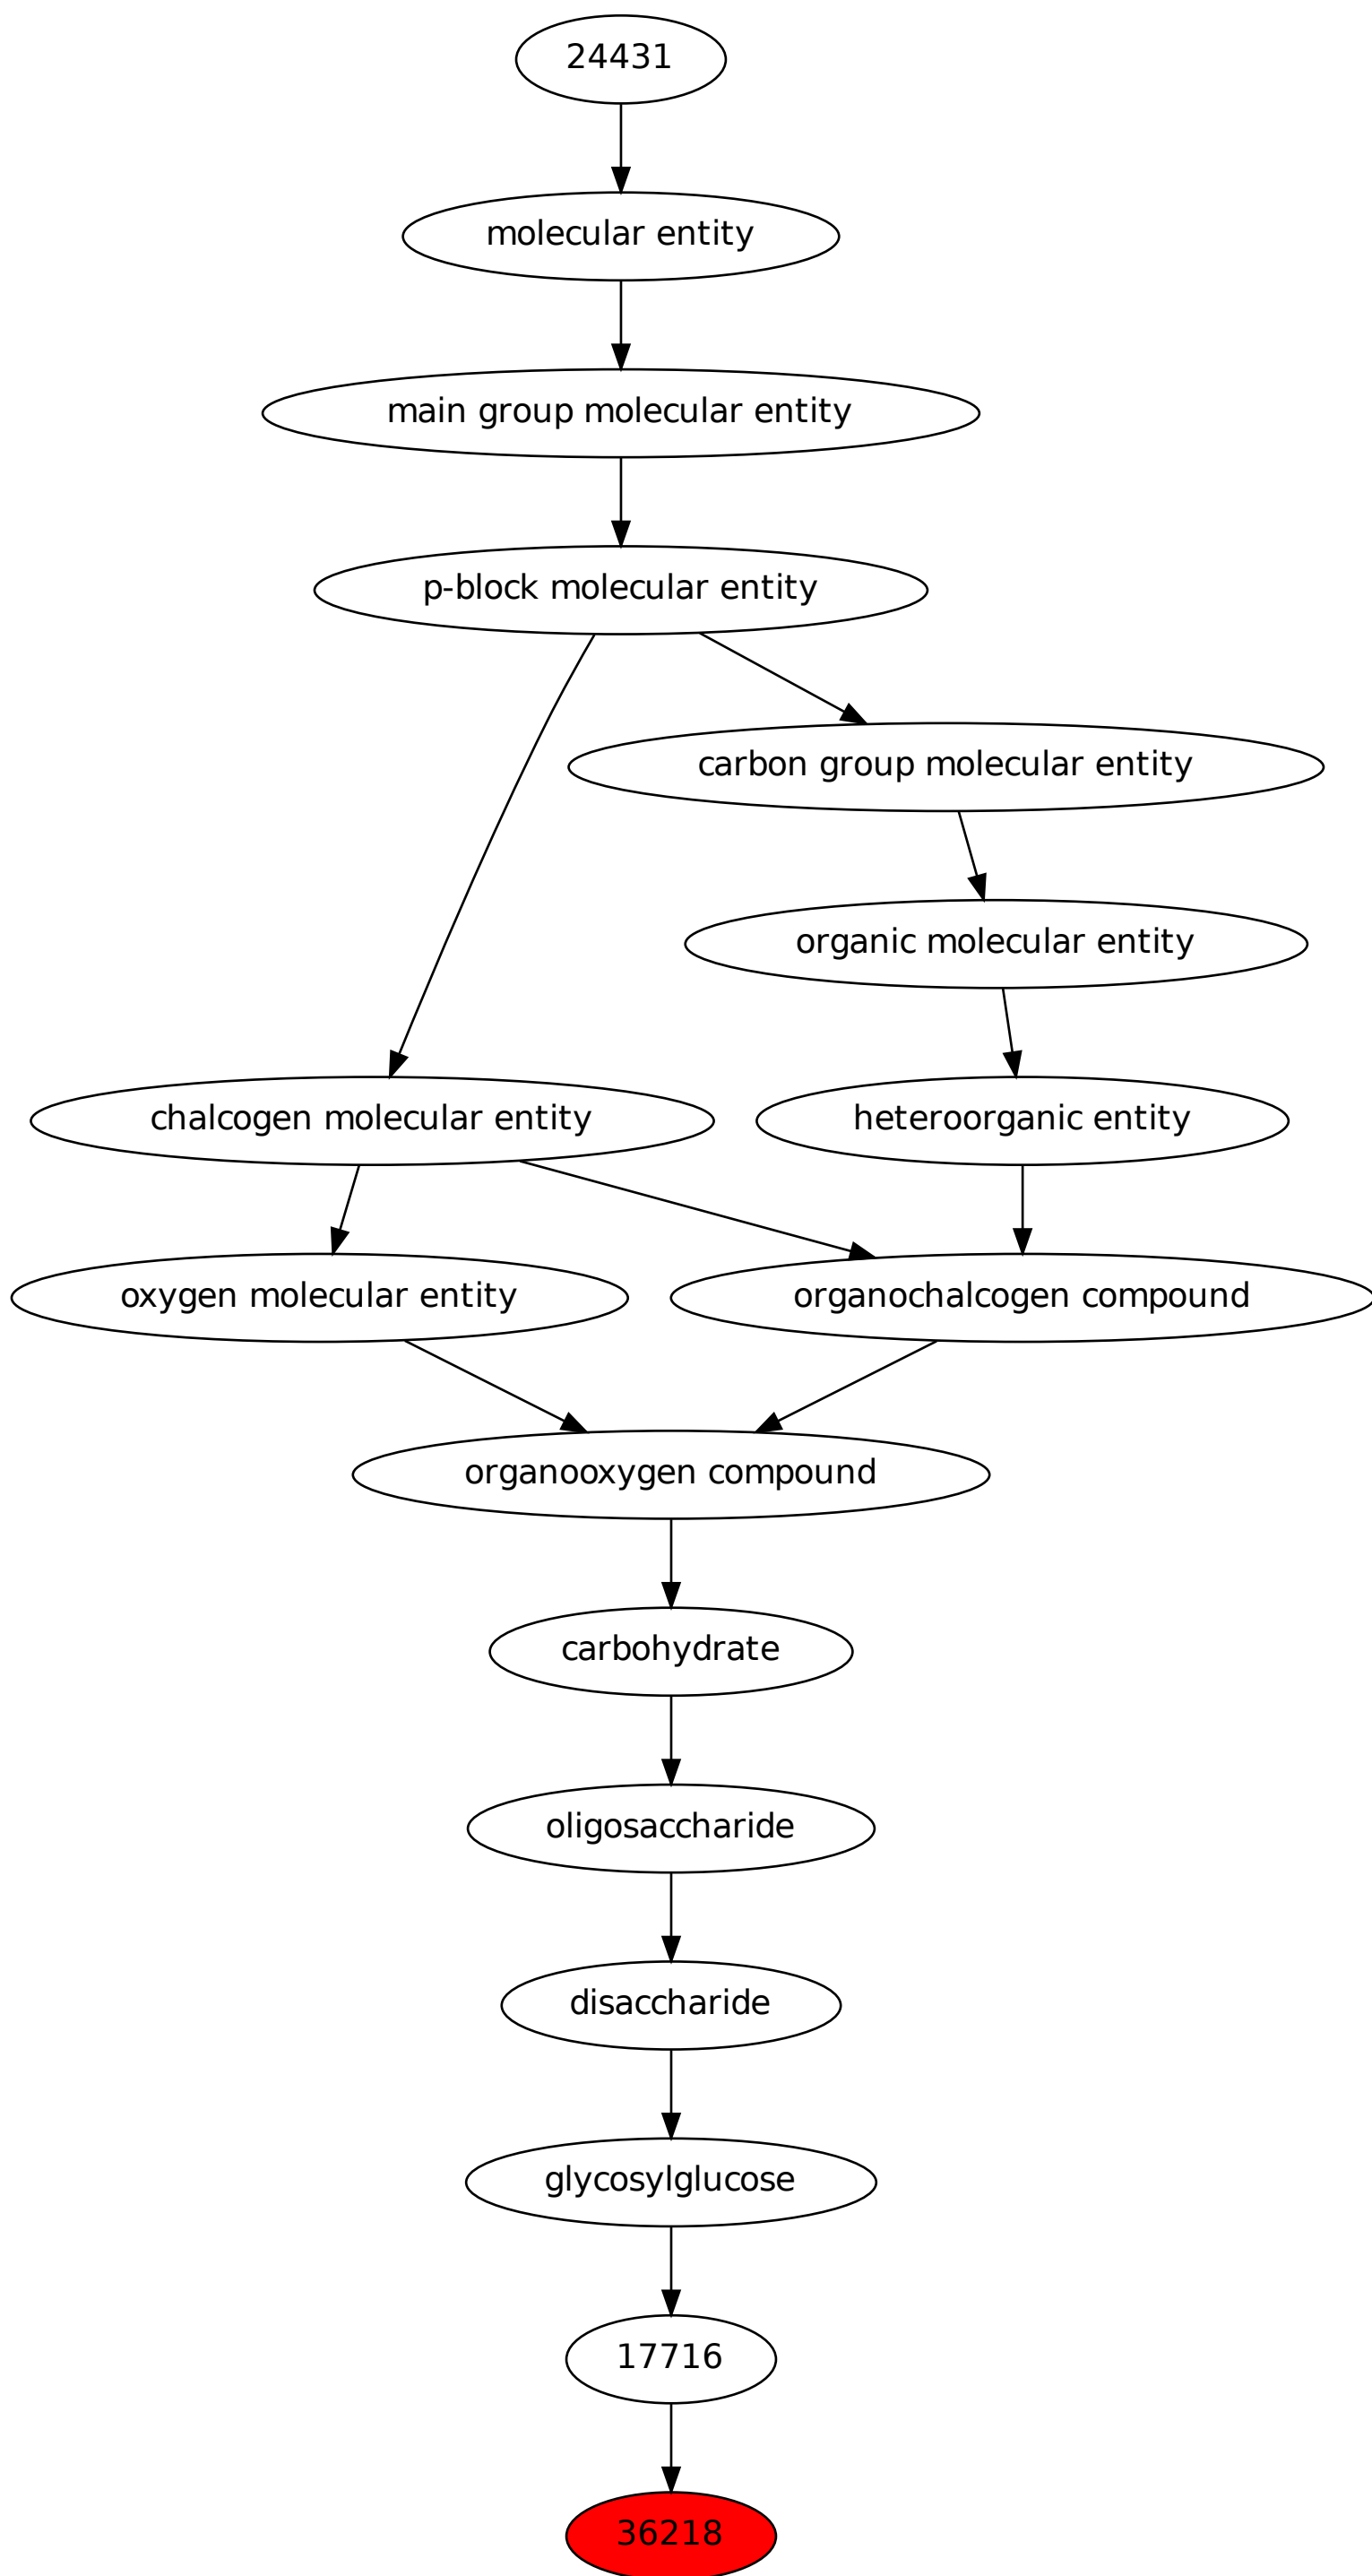 24431
molecular entity
main group molecular entity
p-block molecular entity
carbon group molecular entity
organic molecular entity
chalcogen molecular entity
heteroorganic entity
oxygen molecular entity
organochalcogen compound
organooxygen compound
carbohydrate
oligosaccharide
disaccharide
glycosylglucose
17716
36218